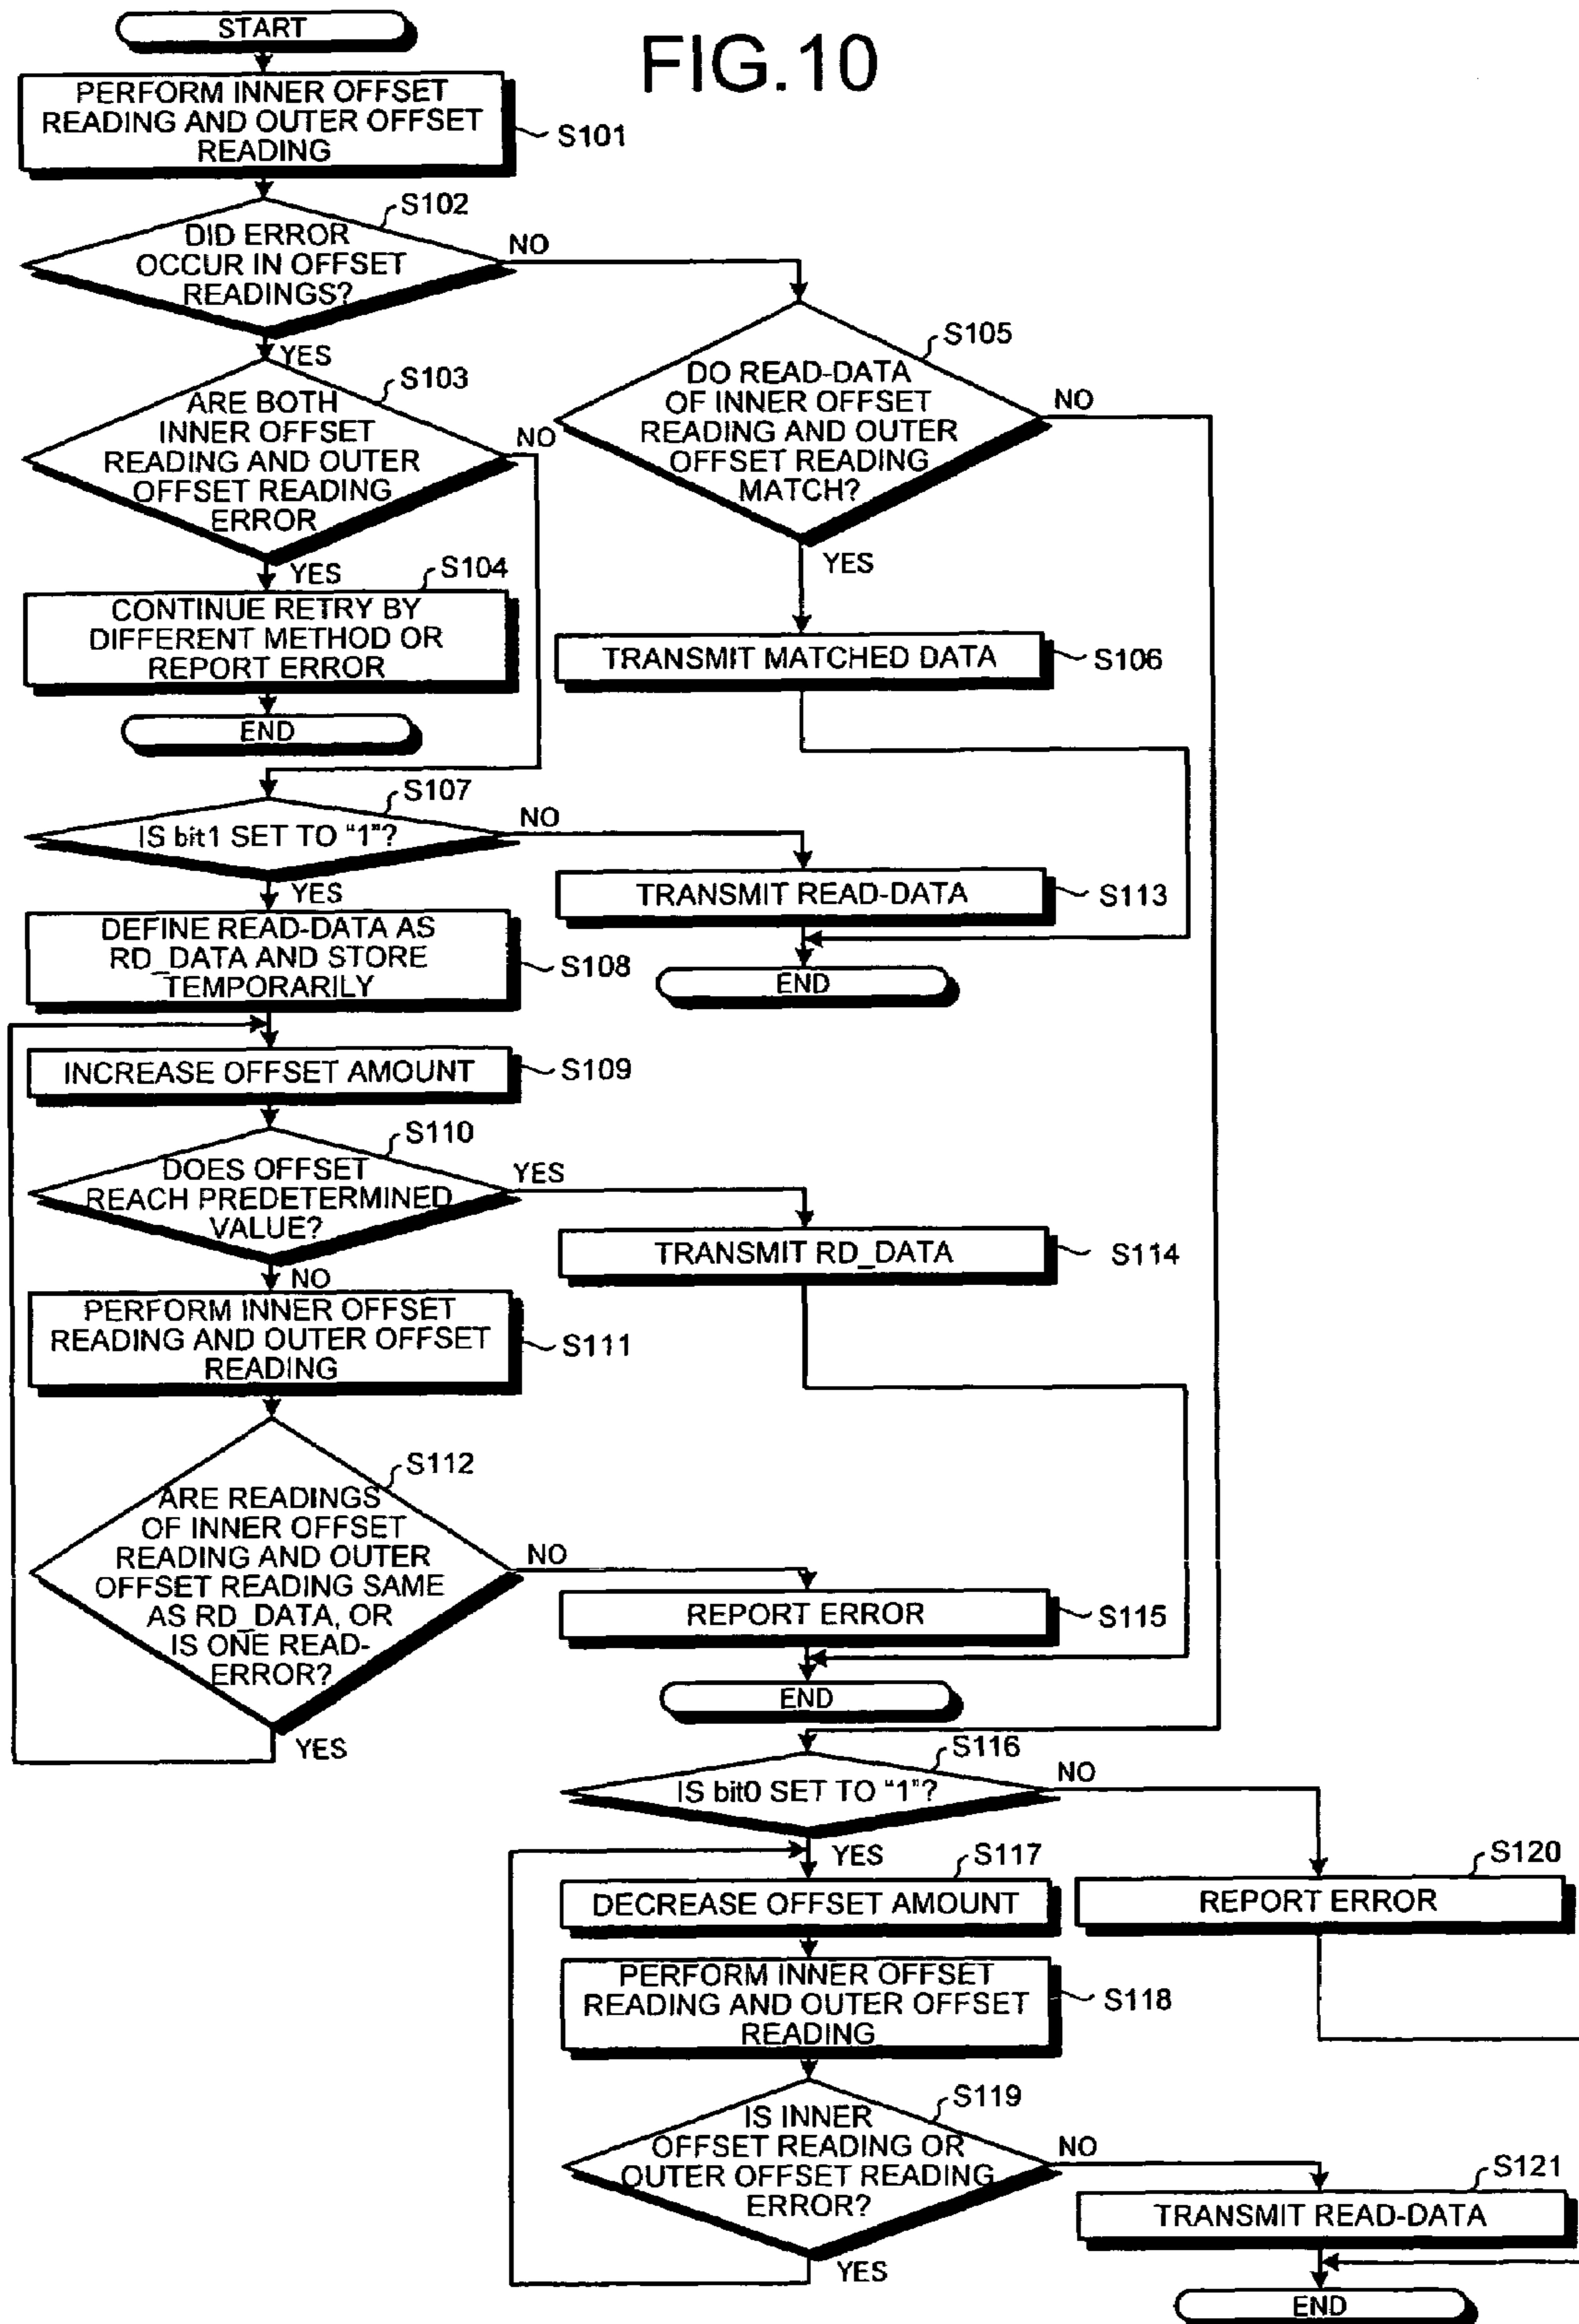 START
FIG.10
PERFORM INNER OFFSET
READING AND OUTER OFFSET
READING
S101
S102
DID ERROR
OCCUR IN OFFSET
READINGS?
NO
YES
S103
ARE BOTH
INNER OFFSET
READING AND OUTER
OFFSET READING
ERROR
NO
YES
S104
CONTINUE RETRY BY
DIFFERENT METHOD OR
REPORT ERROR
END
S105
DO READ-DATA
OF INNER OFFSET
READING AND OUTER
OFFSET READING
MATCH?
NO
YES
TRANSMIT MATCHED DATA
S106
S107
IS bit1 SET TO "1"?
NO
YES
TRANSMIT READ-DATA
S113
END
DEFINE READ-DATA AS
RD_DATA AND STORE
TEMPORARILY
S108
INCREASE OFFSET AMOUNT
S109
S110
DOES OFFSET
REACH PREDETERMINED
VALUE?
YES
NO
TRANSMIT RD_DATA
S114
PERFORM INNER OFFSET
READING AND OUTER OFFSET
READING
S111
S112
ARE READINGS
OF INNER OFFSET
READING AND OUTER
OFFSET READING SAME
AS RD_DATA, OR
IS ONE READ-
ERROR?
NO
YES
REPORT ERROR
S115
END
S116
IS bit0 SET TO "1"?
NO
YES
S117
DECREASE OFFSET AMOUNT
S120
REPORT ERROR
PERFORM INNER OFFSET
READING AND OUTER OFFSET
READING
S118
S119
IS INNER
OFFSET READING OR
OUTER OFFSET READING
ERROR?
NO
YES
S121
TRANSMIT READ-DATA
END